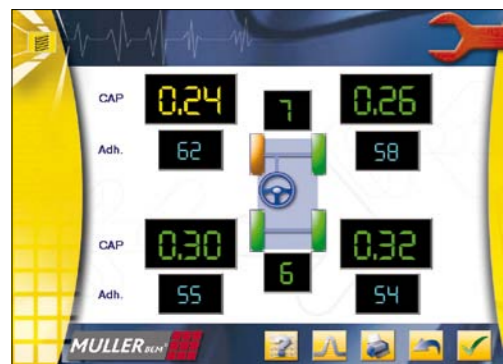 CAP 0.24 7 0.26
Adh. 62 58
CAP 0.30 0.32
Adh. 55 6 54
MULLER BEM
?